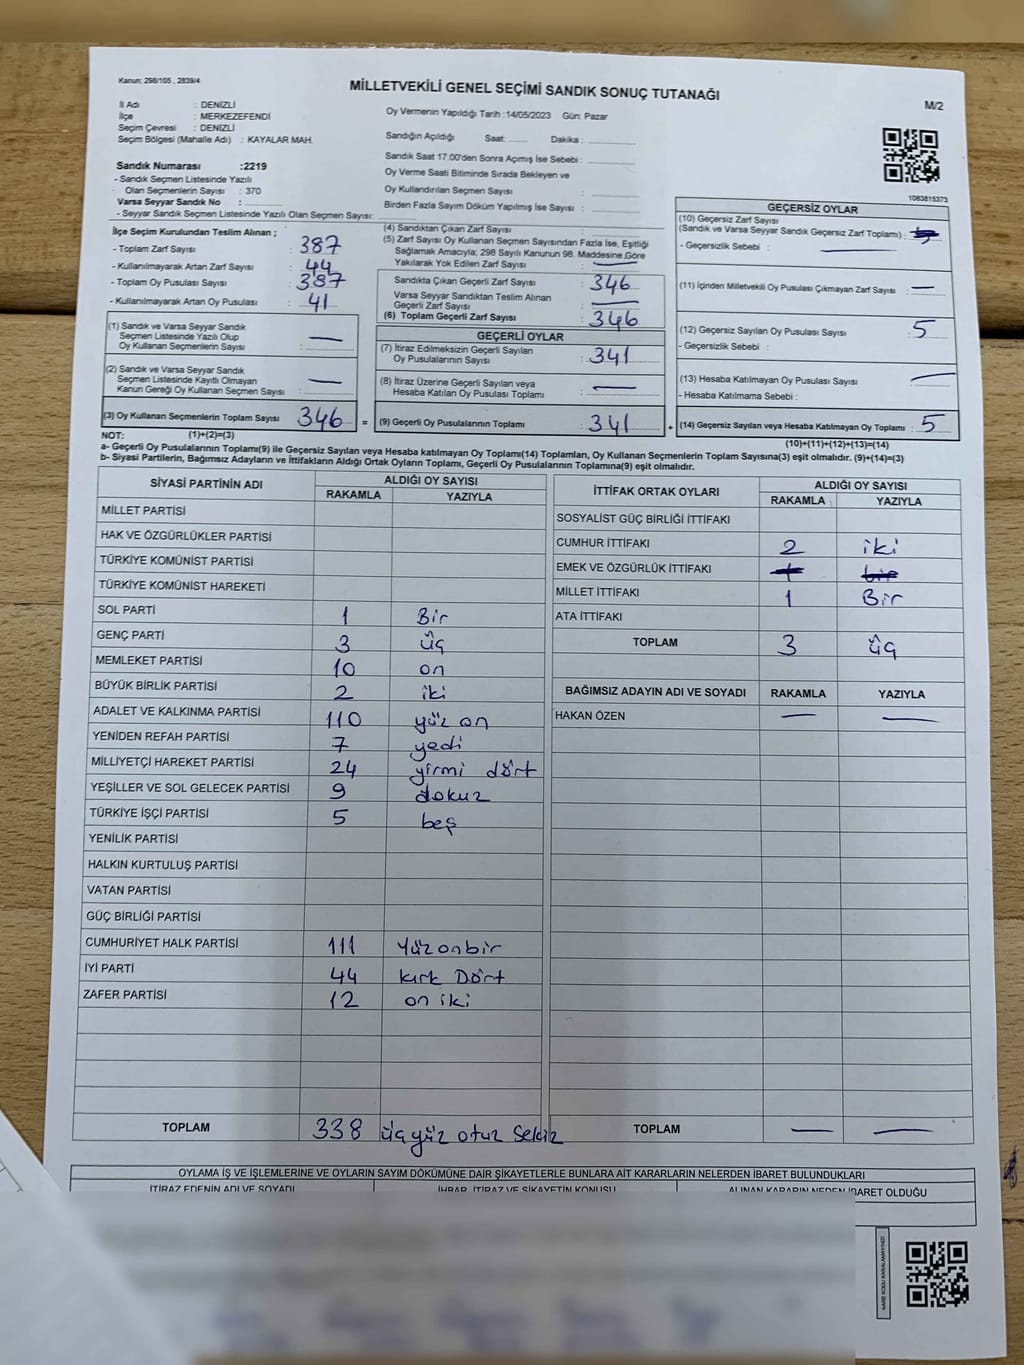 Kanun; 298/105 , 2839/4
MİLLETVEKİLİ GENEL SEÇİMİ SANDIK SONUÇ TUTANAĞI
M/2
İl Adı : DENİZLİ
İlçe : MERKEZEFENDİ
Seçim Çevresi : DENİZLİ
Seçim Bölgesi (Mahalle Adı) : KAYALAR MAH.
Sandık Numarası :2219
- Sandık Seçmen Listesinde Yazılı
Olan Seçmenlerin Sayısı : 370
Varsa Seyyar Sandık No :
- Seyyar Sandık Seçmen Listesinde Yazılı Olan Seçmen Sayısı:
Oy Vermenin Yapıldığı Tarih :14/05/2023 Gün: Pazar
Sandığın Açıldığı Saat: Dakika :
Sandık Saat 17:00'den Sonra Açımış İse Sebebi :
Oy Verme Saati Bitiminde Sırada Bekleyen ve
Oy Kullandırılan Seçmen Sayısı :
Birden Fazla Sayım Döküm Yapılmış İse Sayısı :
1083815373
İlçe Seçim Kurulundan Teslim Alınan ;
- Toplam Zarf Sayısı : 387
- Kullanılmayarak Artan Zarf Sayısı : 44
- Toplam Oy Pusulası Sayısı : 387
- Kullanılmayarak Artan Oy Pusulası : 41
(1) Sandık ve Varsa Seyyar Sandık
Seçmen Listesinde Yazılı Olup
Oy Kullanan Seçmenlerin Sayısı : —
(2) Sandık ve Varsa Seyyar Sandık
Seçmen Listesinde Kayıtlı Olmayan
Kanun Gereği Oy Kullanan Seçmen Sayısı : —
(3) Oy Kullanan Seçmenlerin Toplam Sayısı 346 =
(1)+(2)=(3)
(4) Sandıktan Çıkan Zarf Sayısı :
(5) Zarf Sayısı Oy Kullanan Seçmen Sayısından Fazla İse, Eşitliği
Sağlamak Amacıyla; 298 Sayılı Kanunun 98. Maddesine Göre
Yakılarak Yok Edilen Zarf Sayısı : —
Sandıkta Çıkan Geçerli Zarf Sayısı : 346
Varsa Seyyar Sandıktan Teslim Alınan
Geçerli Zarf Sayısı : —
(6) Toplam Geçerli Zarf Sayısı : 346
GEÇERLİ OYLAR
(7) İtiraz Edilmeksizin Geçerli Sayılan
Oy Pusulalarının Sayısı : 341
(8) İtiraz Üzerine Geçerli Sayılan veya
Hesaba Katılan Oy Pusulası Toplamı : —
(9) Geçerli Oy Pusulalarının Toplamı : 341 +
GEÇERSİZ OYLAR
(10) Geçersiz Zarf Sayısı
(Sandık ve Varsa Seyyar Sandık Geçersiz Zarf Toplamı) :
- Geçersizlik Sebebi : —
(11) İçinden Milletvekili Oy Pusulası Çıkmayan Zarf Sayısı : —
(12) Geçersiz Sayılan Oy Pusulası Sayısı : 5
- Geçersizlik Sebebi :
(13) Hesaba Katılmayan Oy Pusulası Sayısı : —
- Hesaba Katılmama Sebebi :
(14) Geçersiz Sayılan veya Hesaba Katılmayan Oy Toplamı : 5
(10)+(11)+(12)+(13)=(14)
NOT:
a- Geçerli Oy Pusulalarının Toplamı(9) ile Geçersiz Sayılan veya Hesaba katılmayan Oy Toplamı(14) Toplamları, Oy Kullanan Seçmenlerin Toplam Sayısına(3) eşit olmalıdır. (9)+(14)=(3)
b- Siyasi Partilerin, Bağımsız Adayların ve İttifakların Aldığı Ortak Oyların Toplamı, Geçerli Oy Pusulalarının Toplamına(9) eşit olmalıdır.
SİYASİ PARTİNİN ADI ALDIĞI OY SAYISI
RAKAMLA YAZIYLA
MİLLET PARTİSİ
HAK VE ÖZGÜRLÜKLER PARTİSİ
TÜRKİYE KOMÜNİST PARTİSİ
TÜRKİYE KOMÜNİST HAREKETİ
SOL PARTİ 1 Bir
GENÇ PARTİ 3 üç
MEMLEKET PARTİSİ 10 on
BÜYÜK BİRLİK PARTİSİ 2 iki
ADALET VE KALKINMA PARTİSİ 110 yüz on
YENİDEN REFAH PARTİSİ 7 yedi
MİLLİYETÇİ HAREKET PARTİSİ 24 yirmi dört
YEŞİLLER VE SOL GELECEK PARTİSİ 9 dokuz
TÜRKİYE İŞÇİ PARTİSİ 5 beş
YENİLİK PARTİSİ
HALKIN KURTULUŞ PARTİSİ
VATAN PARTİSİ
GÜÇ BİRLİĞİ PARTİSİ
CUMHURİYET HALK PARTİSİ 111 Yüz onbir
İYİ PARTİ 44 kırk Dört
ZAFER PARTİSİ 12 on iki
TOPLAM 338 üçyüz otuz Sekiz
İTTİFAK ORTAK OYLARI ALDIĞI OY SAYISI
RAKAMLA : YAZIYLA
SOSYALİST GÜÇ BİRLİĞİ İTTİFAKI
CUMHUR İTTİFAKI 2 iki
EMEK VE ÖZGÜRLÜK İTTİFAKI 1 bir
MİLLET İTTİFAKI 1 Bir
ATA İTTİFAKI
TOPLAM 3 üç
BAĞIMSIZ ADAYIN ADI VE SOYADI RAKAMLA YAZIYLA
HAKAN ÖZEN — —
TOPLAM — —
OYLAMA İŞ VE İŞLEMLERİNE VE OYLARIN SAYIM DÖKÜMÜNE DAİR ŞİKAYETLERLE BUNLARA AİT KARARLARIN NELERDEN İBARET BULUNDUKLARI
İTİRAZ EDENİN ADI VE SOYADI İHBAR, İTİRAZ VE ŞİKAYETİN KONUSU ALINAN KARARIN NEDEN İBARET OLDUĞU
KARE KODU KARALAMAYINIZ!